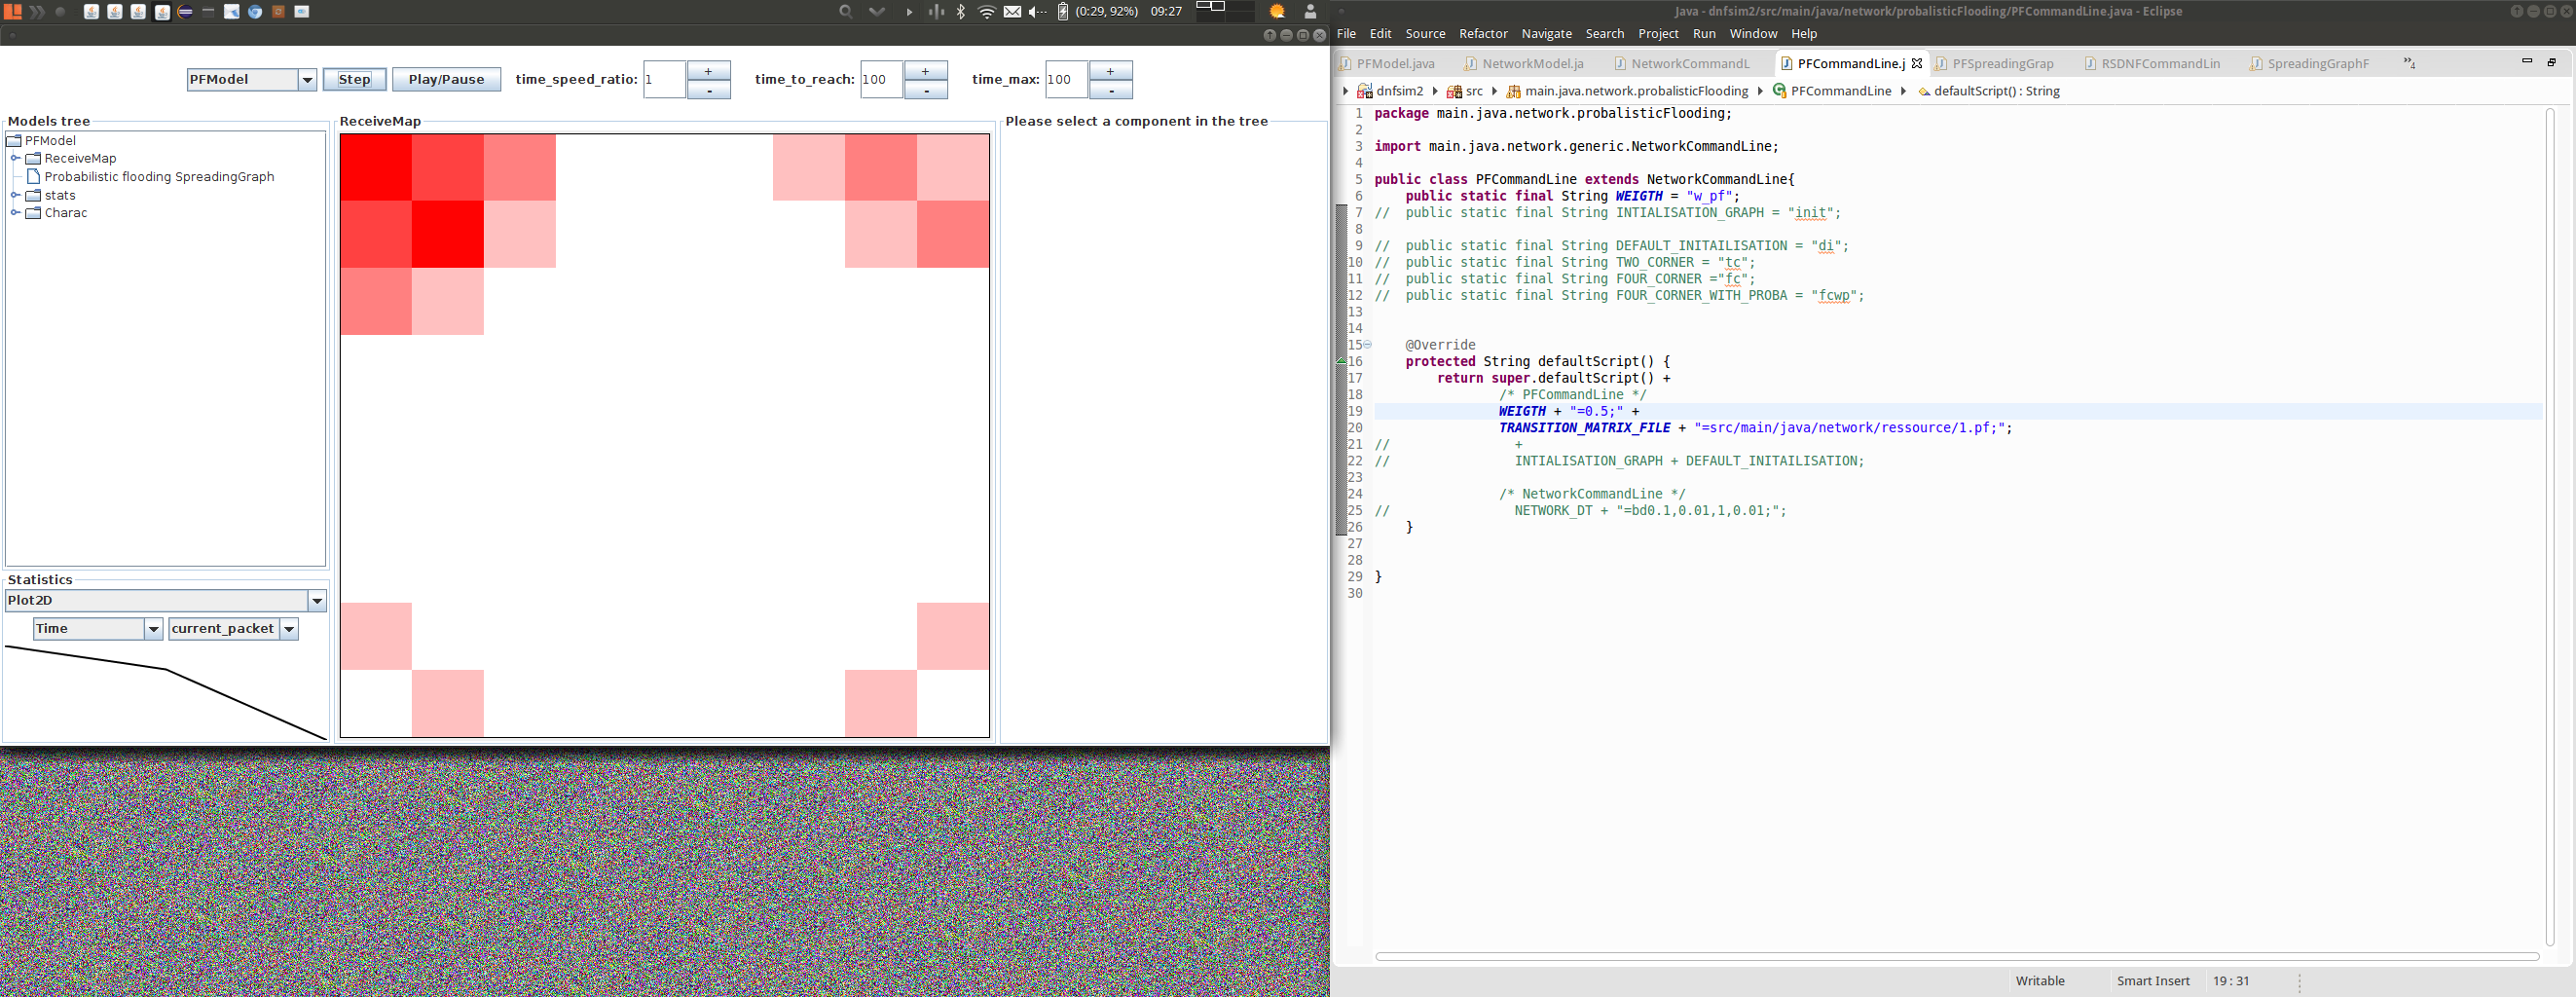 (0:29, 92%) 09:27
PFModel Step Play/Pause time_speed_ratio: 1 + - time_to_reach: 100 + - time_max: 100 + -
Models tree
PFModel
ReceiveMap
Probabilistic flooding SpreadingGraph
stats
Charac
Statistics
Plot2D
Time current_packet
ReceiveMap
Please select a component in the tree
Java - dnfsim2/src/main/java/network/probalisticFlooding/PFCommandLine.java - Eclipse
File Edit Source Refactor Navigate Search Project Run Window Help
PFModel.java NetworkModel.ja NetworkCommandL PFCommandLine.j PFSpreadingGrap RSDNFCommandLin SpreadingGraphF »4
dnfsim2 src main.java.network.probalisticFlooding PFCommandLine defaultScript() : String
1 package main.java.network.probalisticFlooding;
2
3 import main.java.network.generic.NetworkCommandLine;
4
5 public class PFCommandLine extends NetworkCommandLine{
6 public static final String WEIGTH = "w_pf";
7 // public static final String INTIALISATION_GRAPH = "init";
8
9 // public static final String DEFAULT_INITAILISATION = "di";
10 // public static final String TWO_CORNER = "tc";
11 // public static final String FOUR_CORNER ="fc";
12 // public static final String FOUR_CORNER_WITH_PROBA = "fcwp";
13
14
15 @Override
16 protected String defaultScript() {
17 return super.defaultScript() +
18 /* PFCommandLine */
19 WEIGTH + "=0.5;" +
20 TRANSITION_MATRIX_FILE + "=src/main/java/network/ressource/1.pf;";
21 // +
22 // INTIALISATION_GRAPH + DEFAULT_INITAILISATION;
23
24 /* NetworkCommandLine */
25 // NETWORK_DT + "=bd0.1,0.01,1,0.01;";
26 }
27
28
29 }
30
Writable Smart Insert 19 : 31